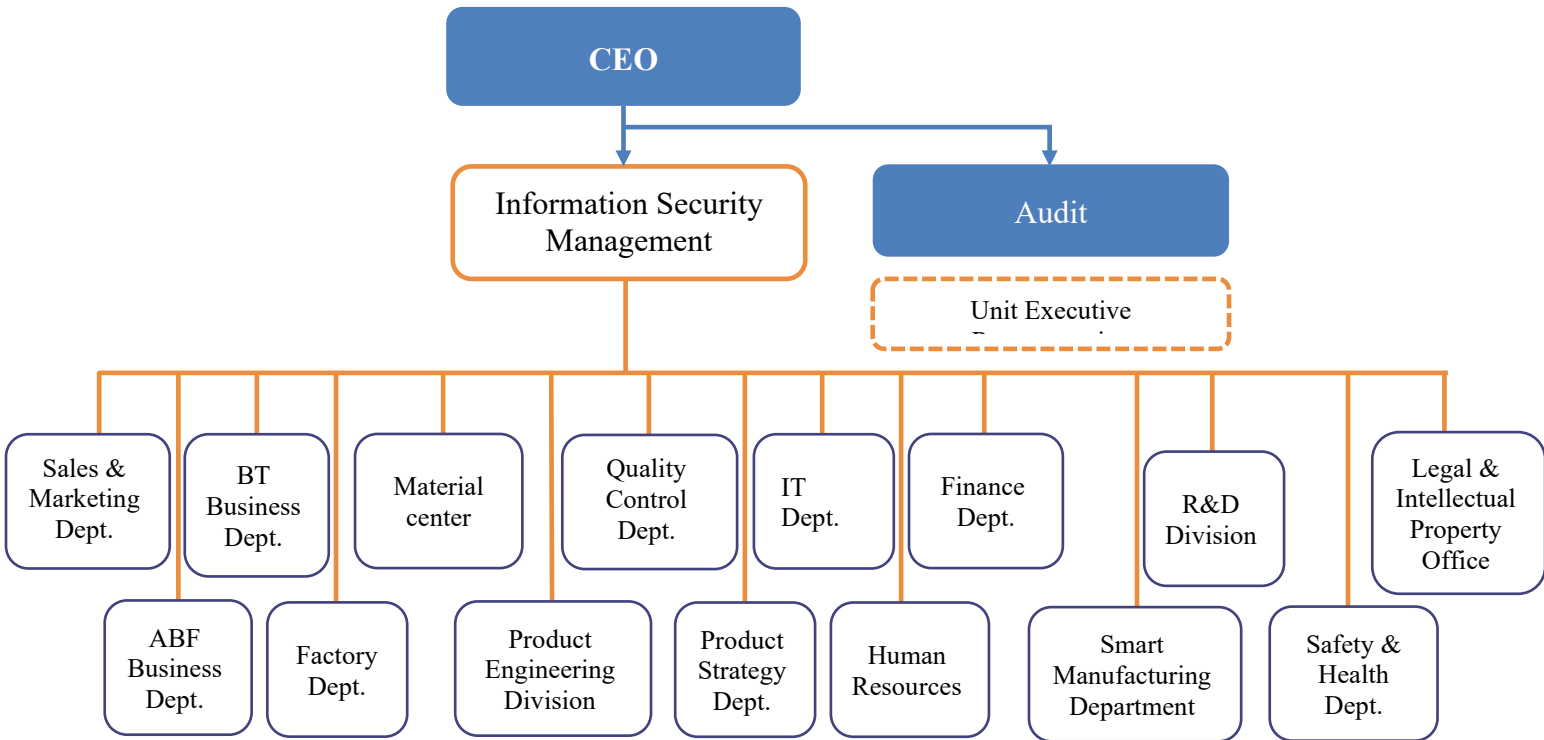 CEO
Information Security
Management
Audit
Unit Executive
Sales &
Marketing
Dept.
BT
Business
Dept.
Material
center
Quality
Control
Dept.
IT
Dept.
Finance
Dept.
R&D
Division
Legal &
Intellectual
Property
Office
ABF
Business
Dept.
Factory
Dept.
Product
Engineering
Division
Product
Strategy
Dept.
Human
Resources
Smart
Manufacturing
Department
Safety &
Health
Dept.